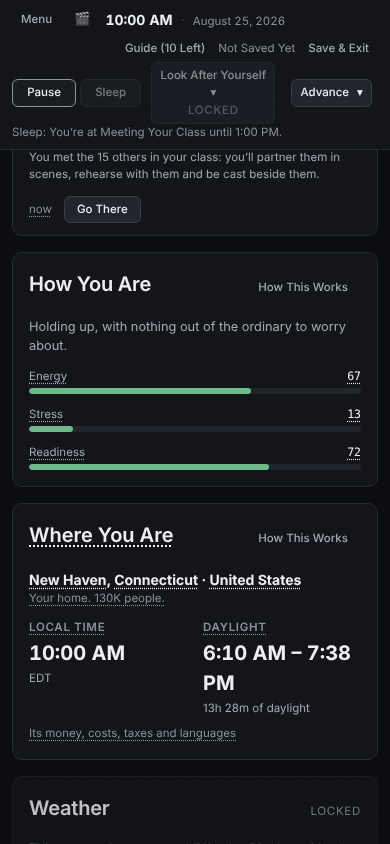 Menu 🎬 10:00 AM · August 25, 2026
Guide (10 Left) Not Saved Yet Save & Exit
Pause Sleep Look After Yourself ▾ LOCKED Advance ▾
Sleep: You're at Meeting Your Class until 1:00 PM.
You met the 15 others in your class: you'll partner them in
scenes, rehearse with them and be cast beside them.
now Go There
How You Are How This Works
Holding up, with nothing out of the ordinary to worry
about.
Energy 67
Stress 13
Readiness 72
Where You Are How This Works
New Haven, Connecticut · United States
Your home. 130K people.
LOCAL TIME DAYLIGHT
10:00 AM 6:10 AM – 7:38
PM
EDT
13h 28m of daylight
Its money, costs, taxes and languages
Weather LOCKED